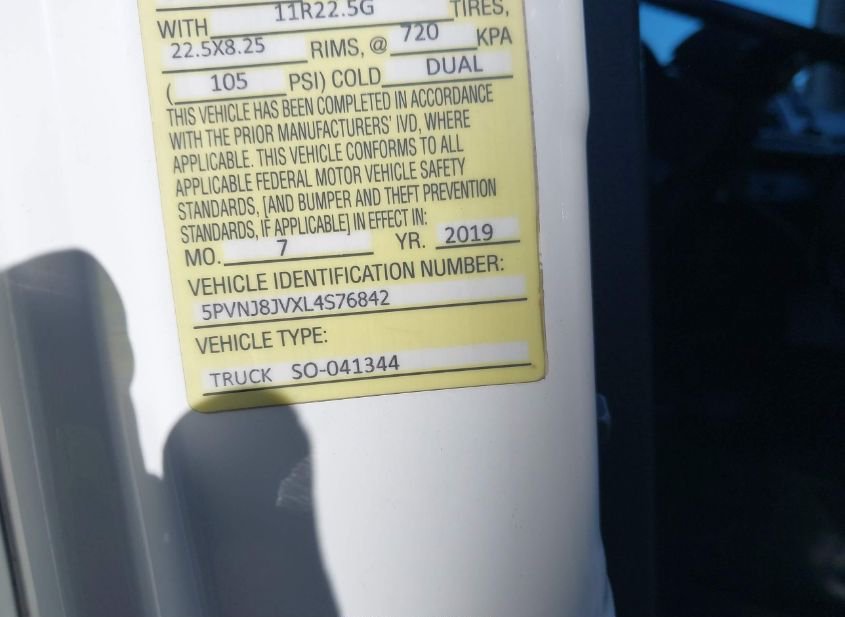 WITH 11R22.5G TIRES,
22.5X8.25 RIMS, @ 720 KPA
( 105 PSI) COLD DUAL
THIS VEHICLE HAS BEEN COMPLETED IN ACCORDANCE
WITH THE PRIOR MANUFACTURERS' IVD, WHERE
APPLICABLE. THIS VEHICLE CONFORMS TO ALL
APPLICABLE FEDERAL MOTOR VEHICLE SAFETY
STANDARDS, [AND BUMPER AND THEFT PREVENTION
STANDARDS, IF APPLICABLE] IN EFFECT IN:
MO. 7 YR. 2019
VEHICLE IDENTIFICATION NUMBER:
5PVNJ8JVXL4S76842
VEHICLE TYPE:
TRUCK SO-041344